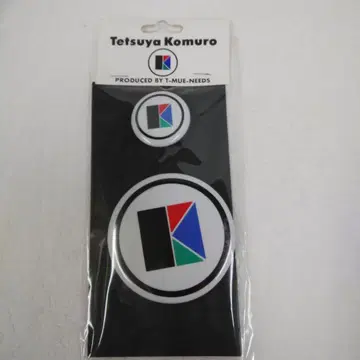 Tetsuya Komuro
PRODUCED BY T-MUE-NEEDS